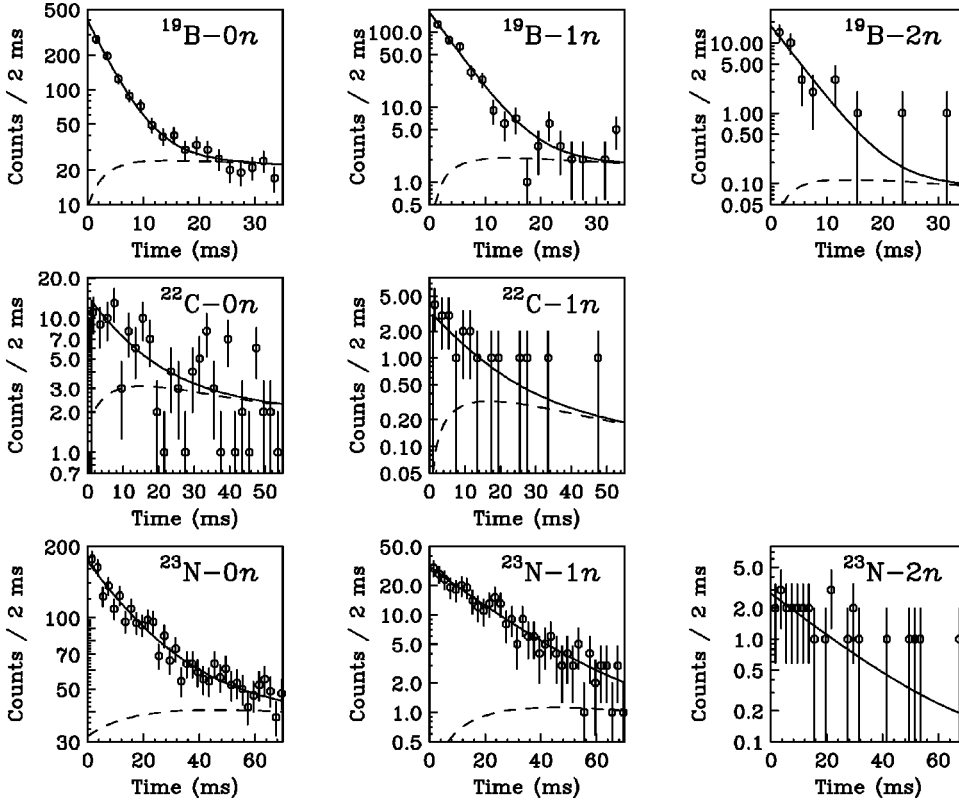 500
300
100
50
30
20
10
Counts / 2 ms
¹⁹B−0n
0 10 20 30
Time (ms)
100.0
50.0
10.0
5.0
1.0
0.5
Counts / 2 ms
¹⁹B−1n
0 10 20 30
Time (ms)
10.00
5.00
1.00
0.50
0.10
0.05
Counts / 2 ms
¹⁹B−2n
0 10 20 30
Time (ms)
20.0
10.0
7.0
5.0
3.0
2.0
1.0
0.7
Counts / 2 ms
²²C−0n
0 10 20 30 40 50
Time (ms)
5.00
2.00
1.00
0.50
0.20
0.10
0.05
Counts / 2 ms
²²C−1n
0 10 20 30 40 50
Time (ms)
200
100
70
50
30
Counts / 2 ms
²³N−0n
0 20 40 60
Time (ms)
50.0
20.0
10.0
5.0
2.0
1.0
0.5
Counts / 2 ms
²³N−1n
0 20 40 60
Time (ms)
5.0
2.0
1.0
0.5
0.2
0.1
Counts / 2 ms
²³N−2n
0 20 40 60
Time (ms)